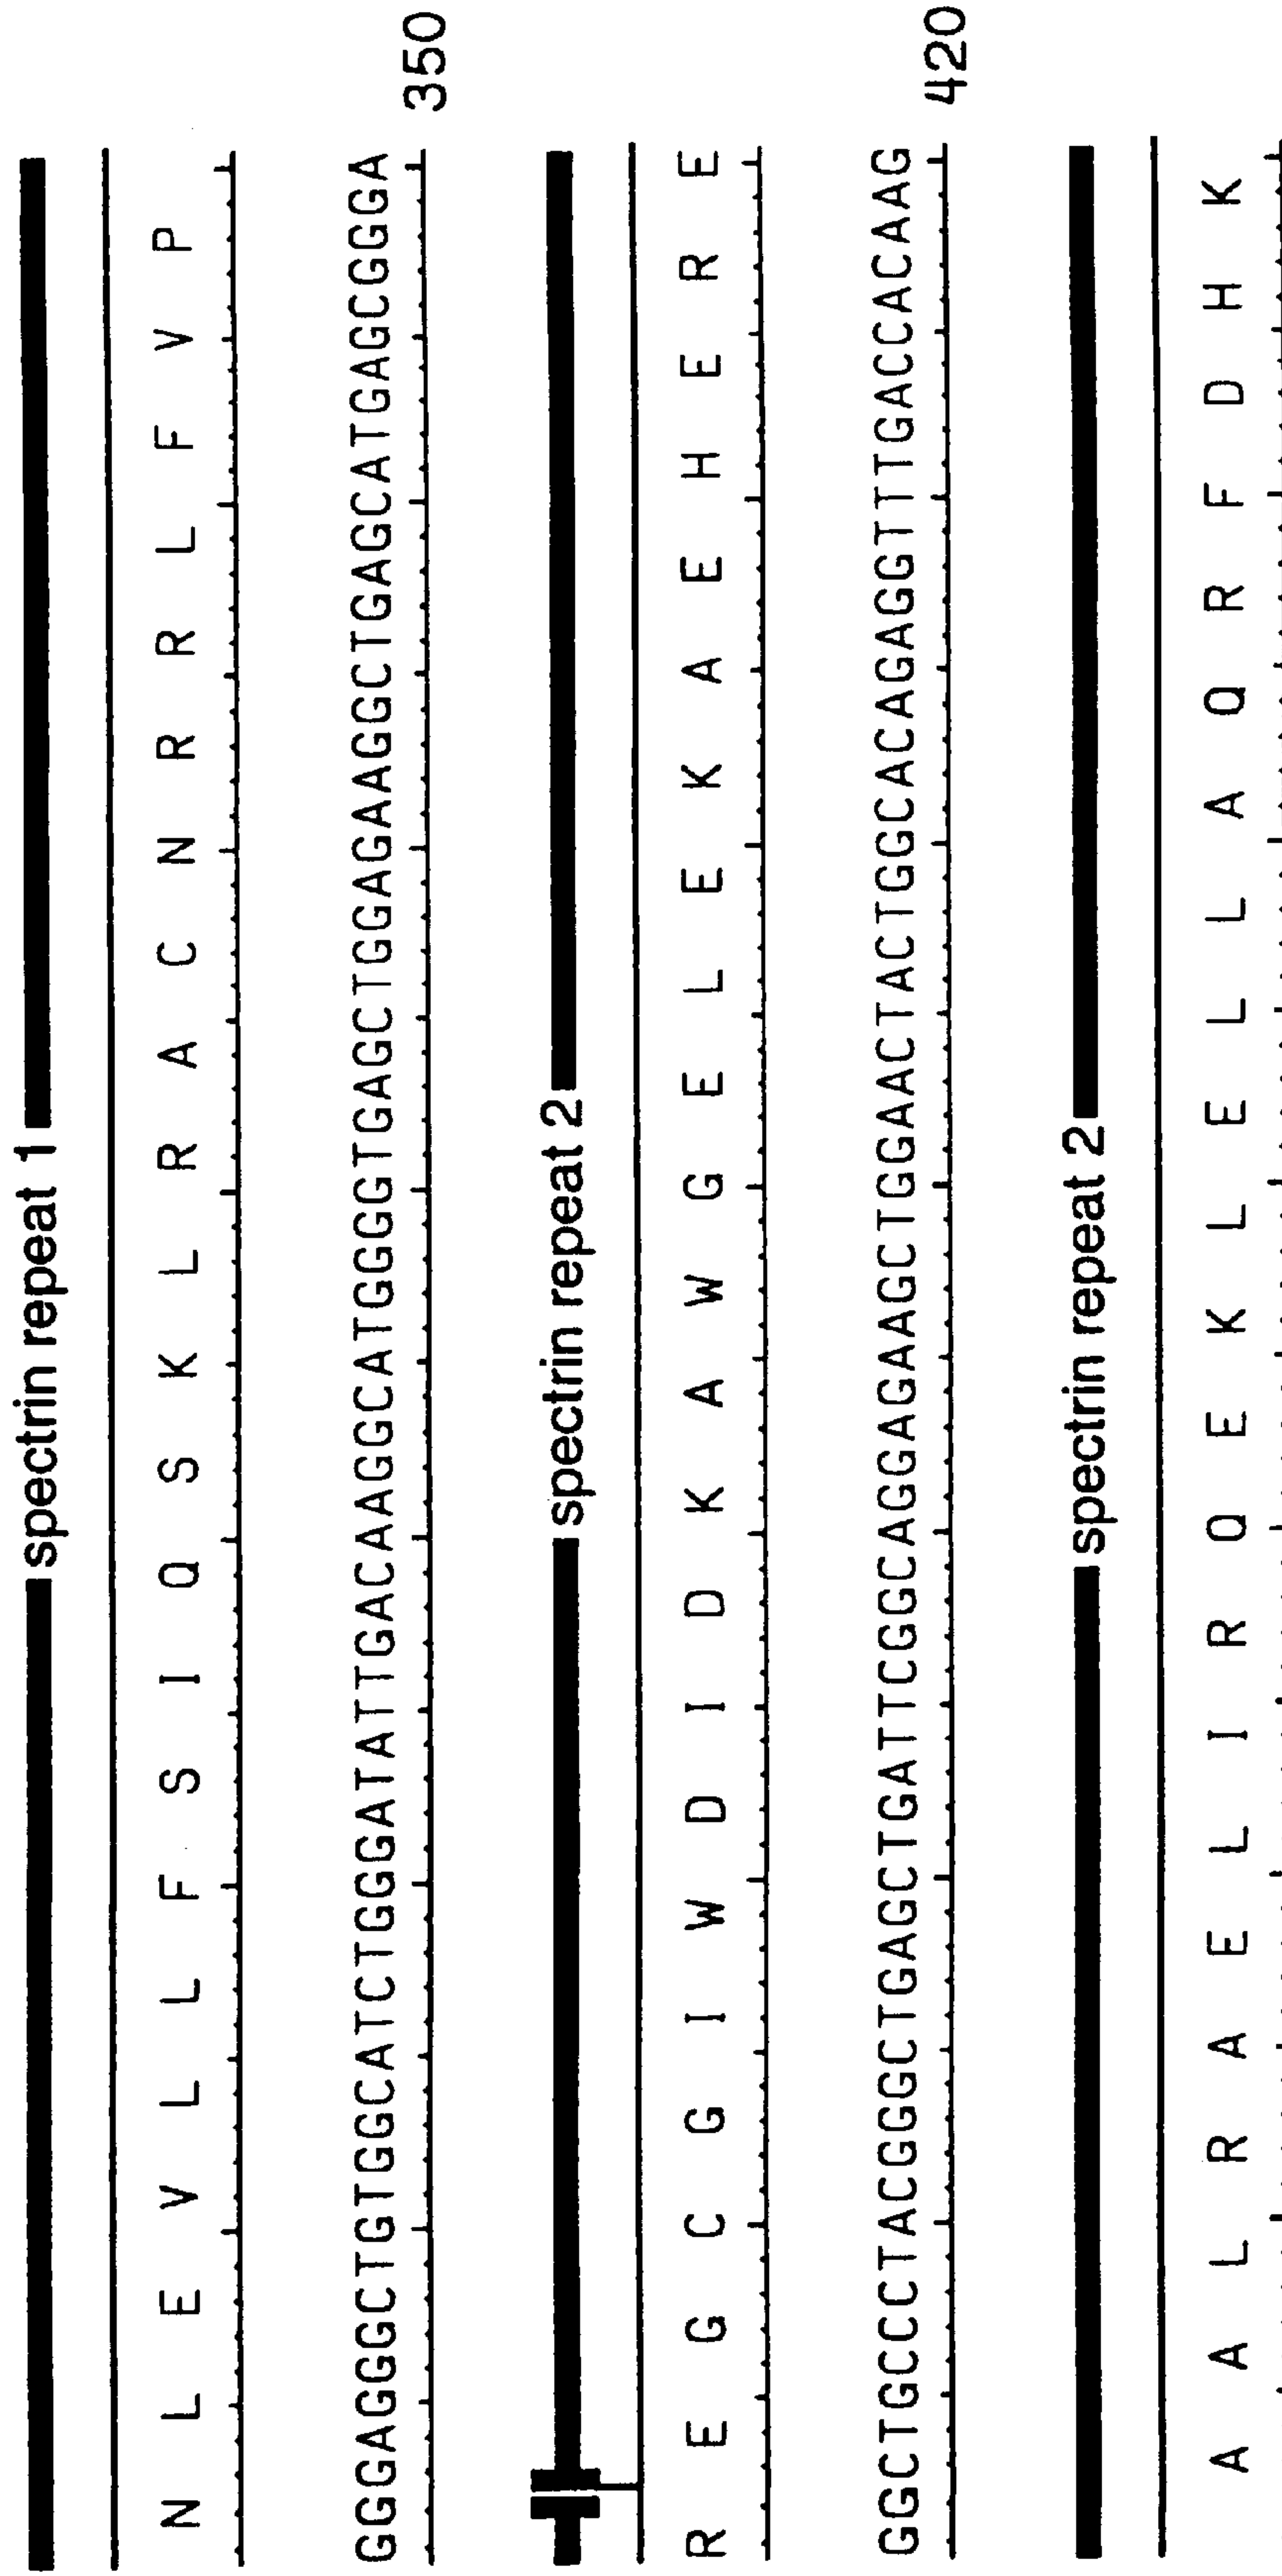 spectrin repeat 1
N L E V L L F S I Q S K L R A C N R R L F V P
GGGAGGGCTGTGGCATCTGGGATATTGACAAGGCATGGGGTGAGCTGGAGAAGGCTGAGCATGAGCGGGA 350
spectrin repeat 2
R E G C G I W D I D K A W G E L E K A E H E R E
GGCTGCCCTACGGGCTGAGCTGATTCGGCAGGAGAAGCTGGAACTACTGGCACAGAGGTTTGACCACAAG 420
spectrin repeat 2
A A L R A E L I R Q E K L E L L A Q R F D H K